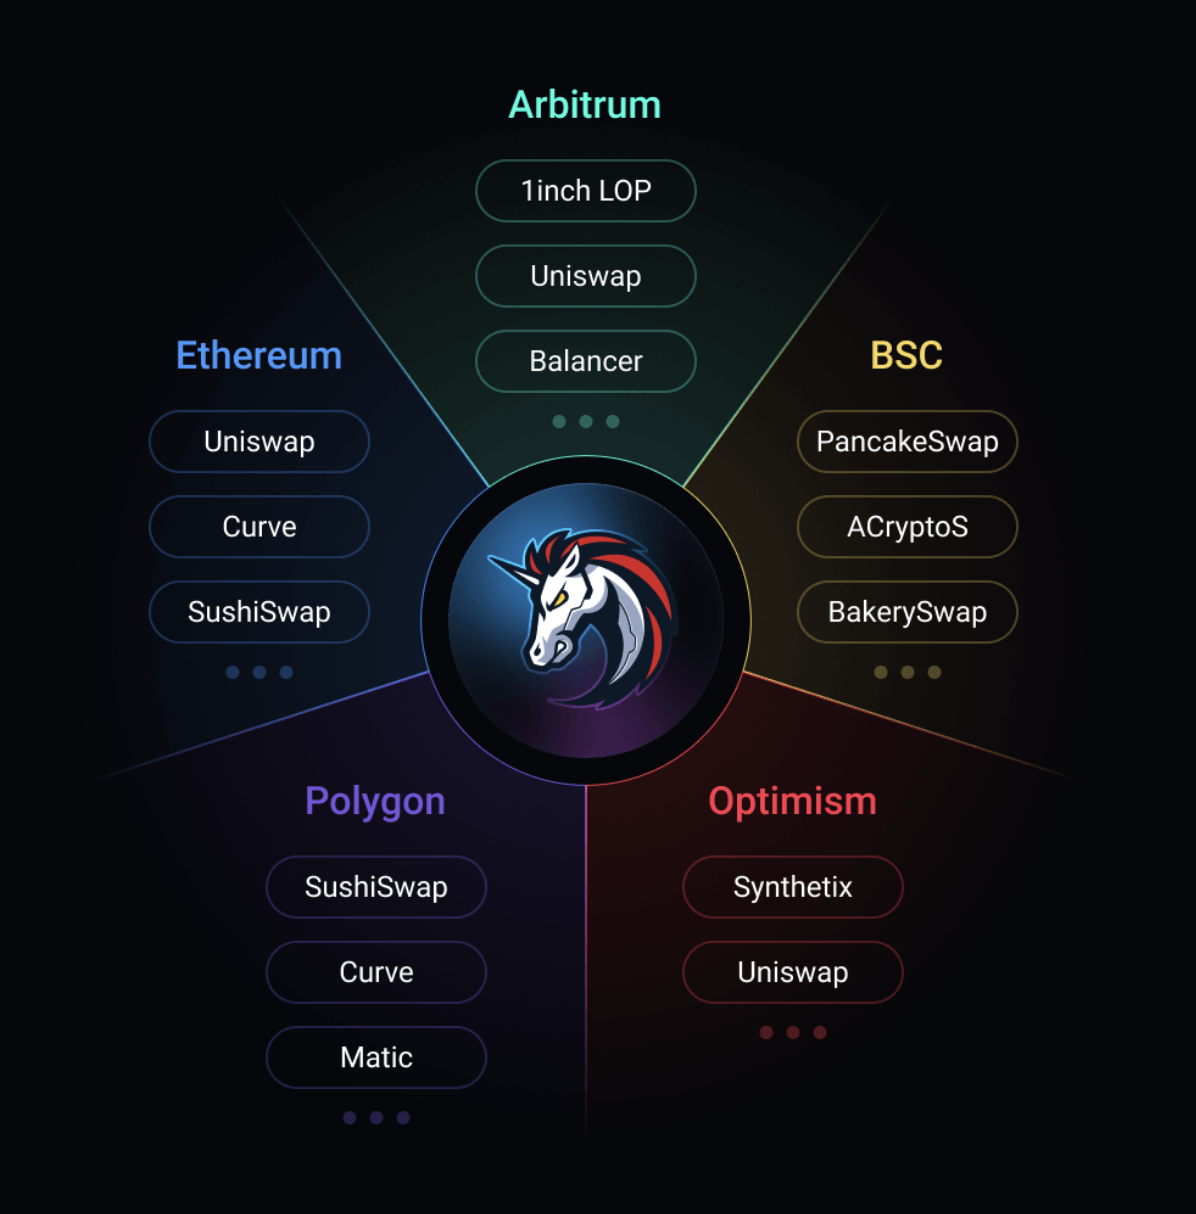 Arbitrum
1inch LOP
Uniswap
Balancer
Ethereum
Uniswap
Curve
SushiSwap
BSC
PancakeSwap
ACryptoS
BakerySwap
Polygon
SushiSwap
Curve
Matic
Optimism
Synthetix
Uniswap